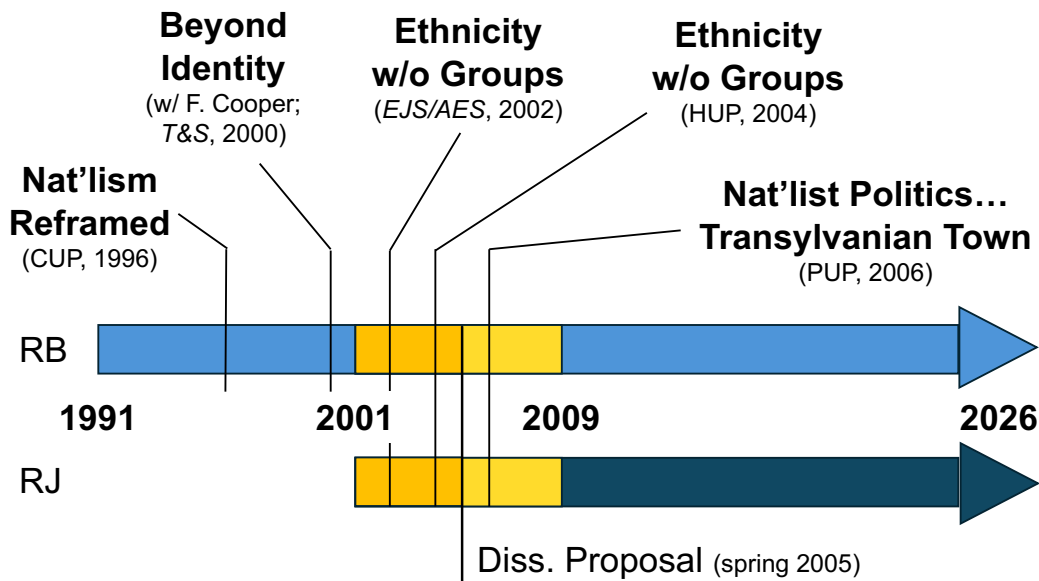 Beyond
Identity
(w/ F. Cooper;
T&S, 2000)
Ethnicity
w/o Groups
(EJS/AES, 2002)
Ethnicity
w/o Groups
(HUP, 2004)
Nat’lism
Reframed
(CUP, 1996)
Nat’list Politics…
Transylvanian Town
(PUP, 2006)
RB
1991 2001 2009 2026
RJ
Diss. Proposal (spring 2005)